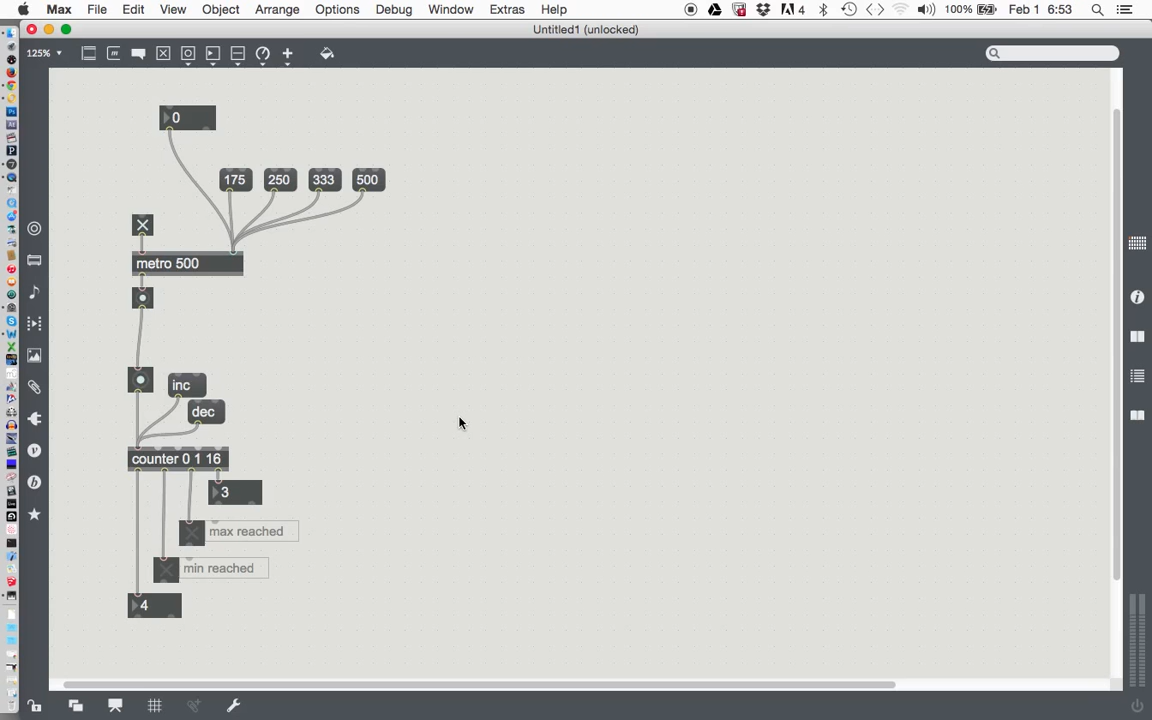 Max File Edit View Object Arrange Options Debug Window Extras Help 4 100% Feb 1 6:53
Untitled1 (unlocked)
125%
0
175 250 333 500
metro 500
inc
dec
counter 0 1 16
3
max reached
min reached
4